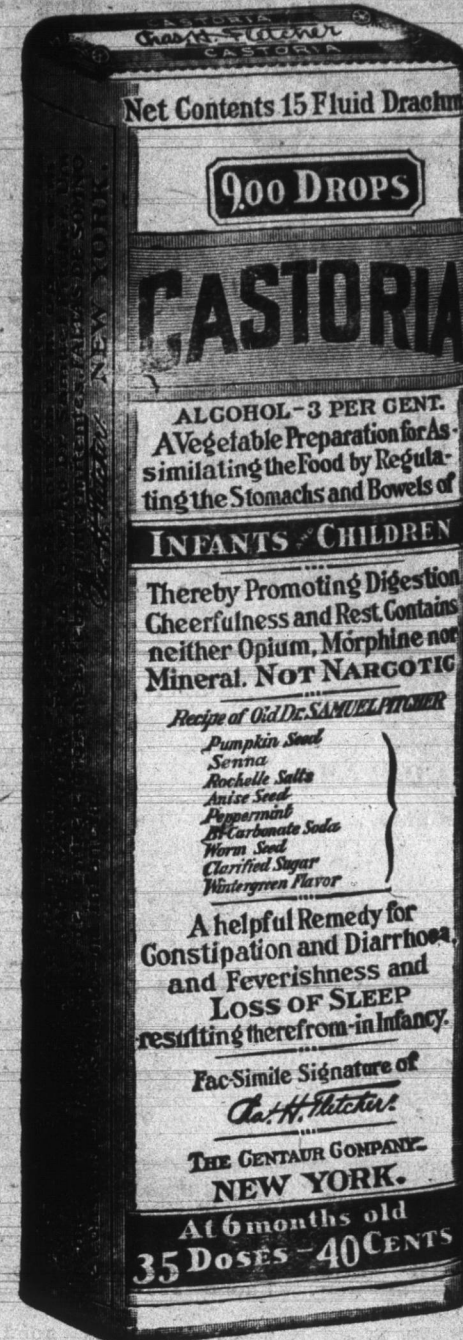 CASTORIA
Chas. H. Fletcher
CASTORIA
Net Contents 15 Fluid Drachm
900 DROPS
CASTORIA
ALCOHOL-3 PER CENT.
A Vegetable Preparation for As-
similating the Food by Regula-
ting the Stomachs and Bowels of
INFANTS AND CHILDREN
Thereby Promoting Digestion
Cheerfulness and Rest. Contains
neither Opium, Morphine nor
Mineral. NOT NARCOTIC
Recipe of Old Dr. SAMUEL PITCHER
Pumpkin Seed
Senna
Rochelle Salts
Anise Seed
Peppermint
Bi Carbonate Soda
Worm Seed
Clarified Sugar
Wintergreen Flavor
A helpful Remedy for
Constipation and Diarrhoea,
and Feverishness and
LOSS OF SLEEP
resulting therefrom-in Infancy.
Fac-Simile Signature of
Chas. H. Fletcher.
THE CENTAUR COMPANY.
NEW YORK.
At 6 months old
35 DOSES - 40 CENTS
Chas. H. Fletcher NEW YORK.